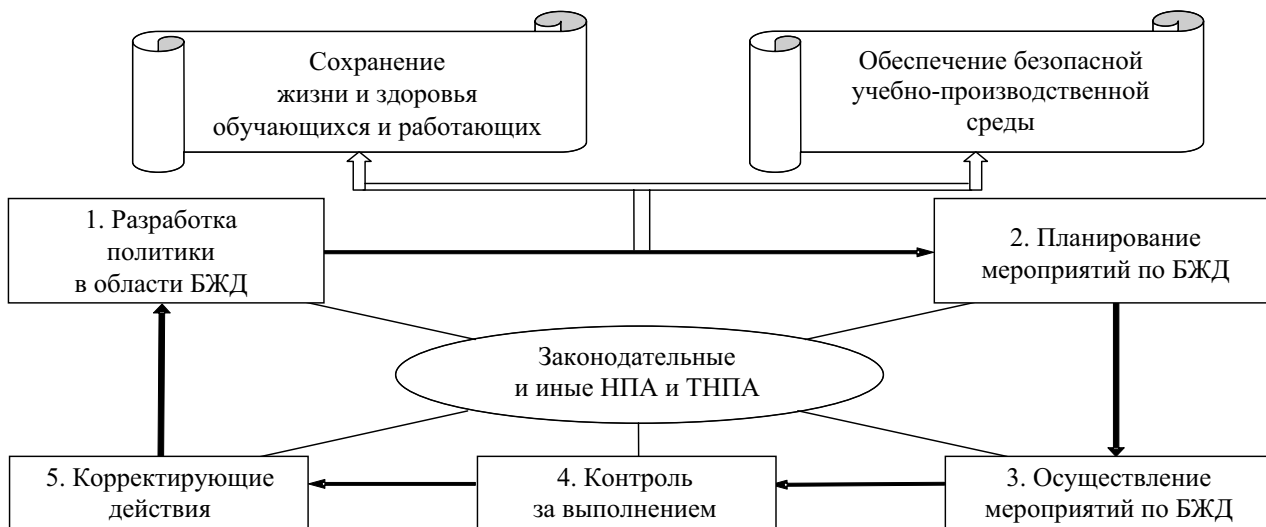 Сохранение
жизни и здоровья
обучающихся и работающих
Обеспечение безопасной
учебно-производственной
среды
1. Разработка
политики
в области БЖД
2. Планирование
мероприятий по БЖД
Законодательные
и иные НПА и ТНПА
5. Корректирующие
действия
4. Контроль
за выполнением
3. Осуществление
мероприятий по БЖД